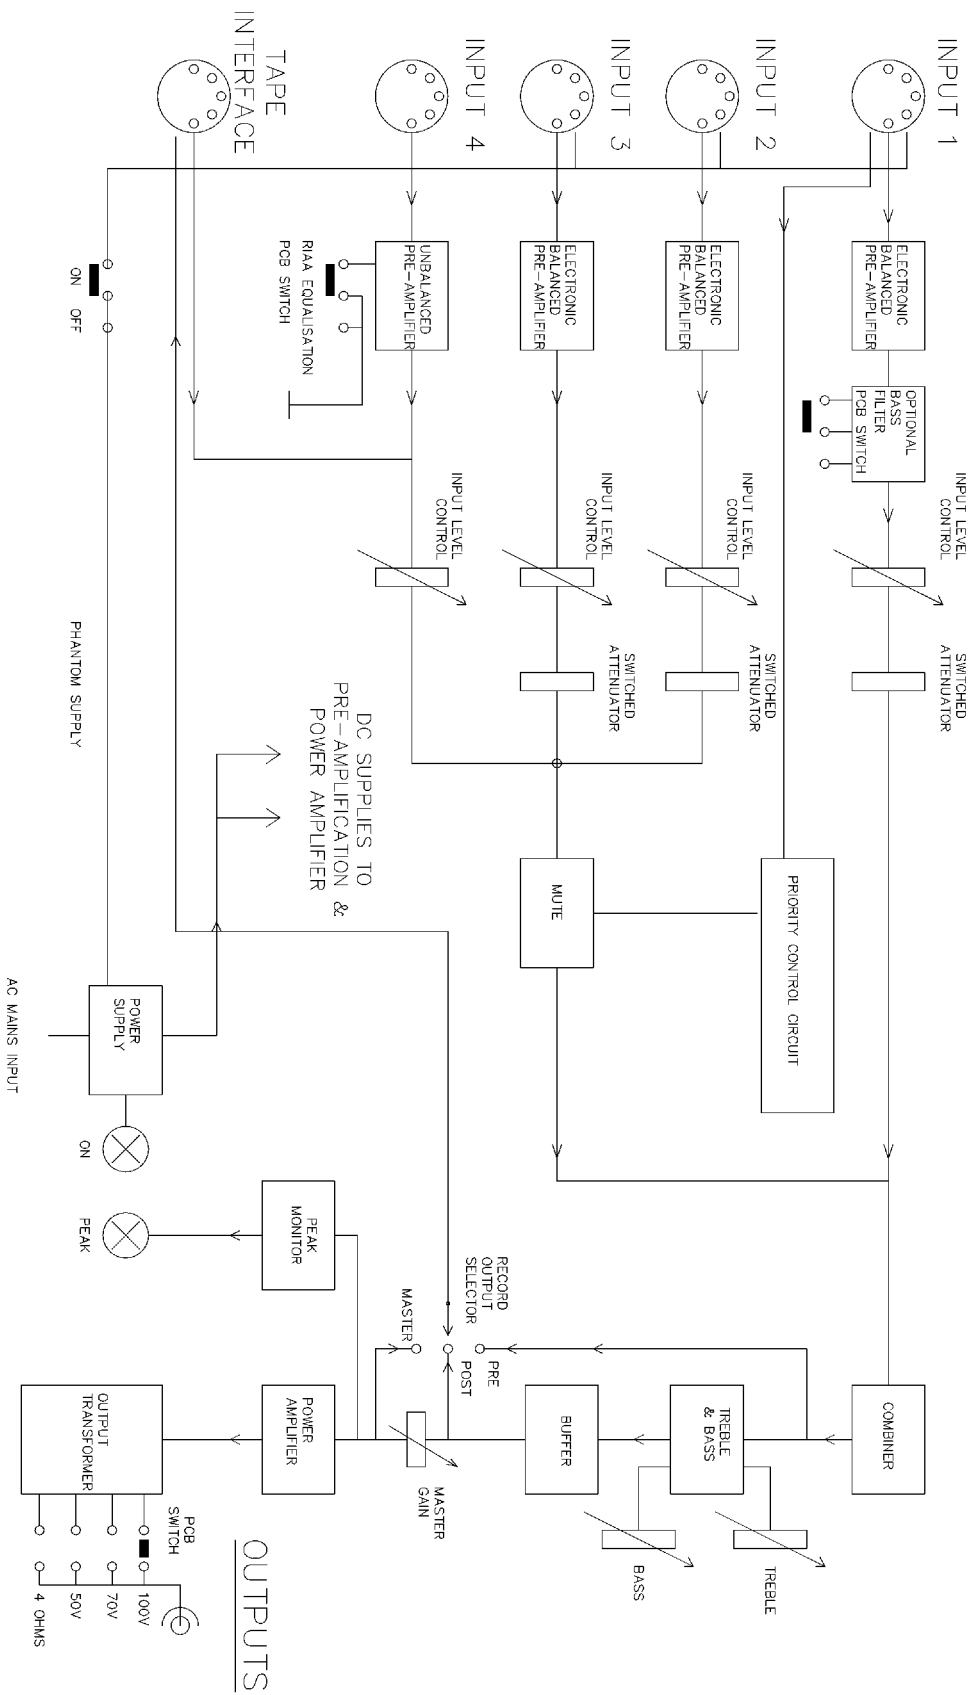 INPUT 1
INPUT 2
INPUT 3
INPUT 4
TAPE
INTERFACE
ELECTRONIC
BALANCED
PRE-AMPLIFIER
OPTIONAL
BASS
FILTER
PCB SWITCH
INPUT LEVEL
CONTROL
SWITCHED
ATTENUATOR
ELECTRONIC
BALANCED
PRE-AMPLIFIER
INPUT LEVEL
CONTROL
SWITCHED
ATTENUATOR
ELECTRONIC
BALANCED
PRE-AMPLIFIER
INPUT LEVEL
CONTROL
SWITCHED
ATTENUATOR
UNBALANCED
PRE-AMPLIFIER
RIAA EQUALISATION
PCB SWITCH
INPUT LEVEL
CONTROL
PRIORITY CONTROL CIRCUIT
MUTE
DC SUPPLIES TO
PRE-AMPLIFICATION &
POWER AMPLIFIER
ON OFF
PHANTOM SUPPLY
POWER
SUPPLY
AC MAINS INPUT
ON
PEAK
PEAK
MONITOR
RECORD
OUTPUT
SELECTOR
MASTER
PRE
POST
COMBINER
TREBLE
& BASS
BUFFER
TREBLE
BASS
MASTER
GAIN
POWER
AMPLIFIER
OUTPUT
TRANSFORMER
PCB
SWITCH
100V
70V
50V
4 OHMS
OUTPUTS